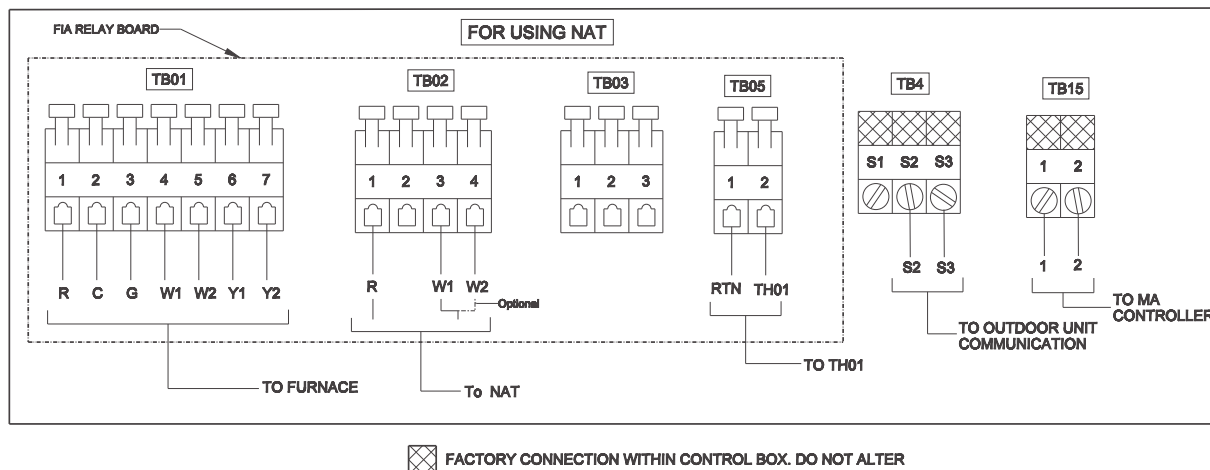 FIA RELAY BOARD
FOR USING NAT
TB01
TB02
TB03
TB05
TB4
TB15
S1 S2 S3
1 2
1 2 3 4 5 6 7
1 2 3 4
1 2 3
1 2
R C G W1 W2 Y1 Y2
R W1 W2
Optional
RTN TH01
S2 S3
1 2
TO MA
CONTROLLER
TO OUTDOOR UNIT
COMMUNICATION
TO TH01
TO FURNACE
To NAT
FACTORY CONNECTION WITHIN CONTROL BOX. DO NOT ALTER